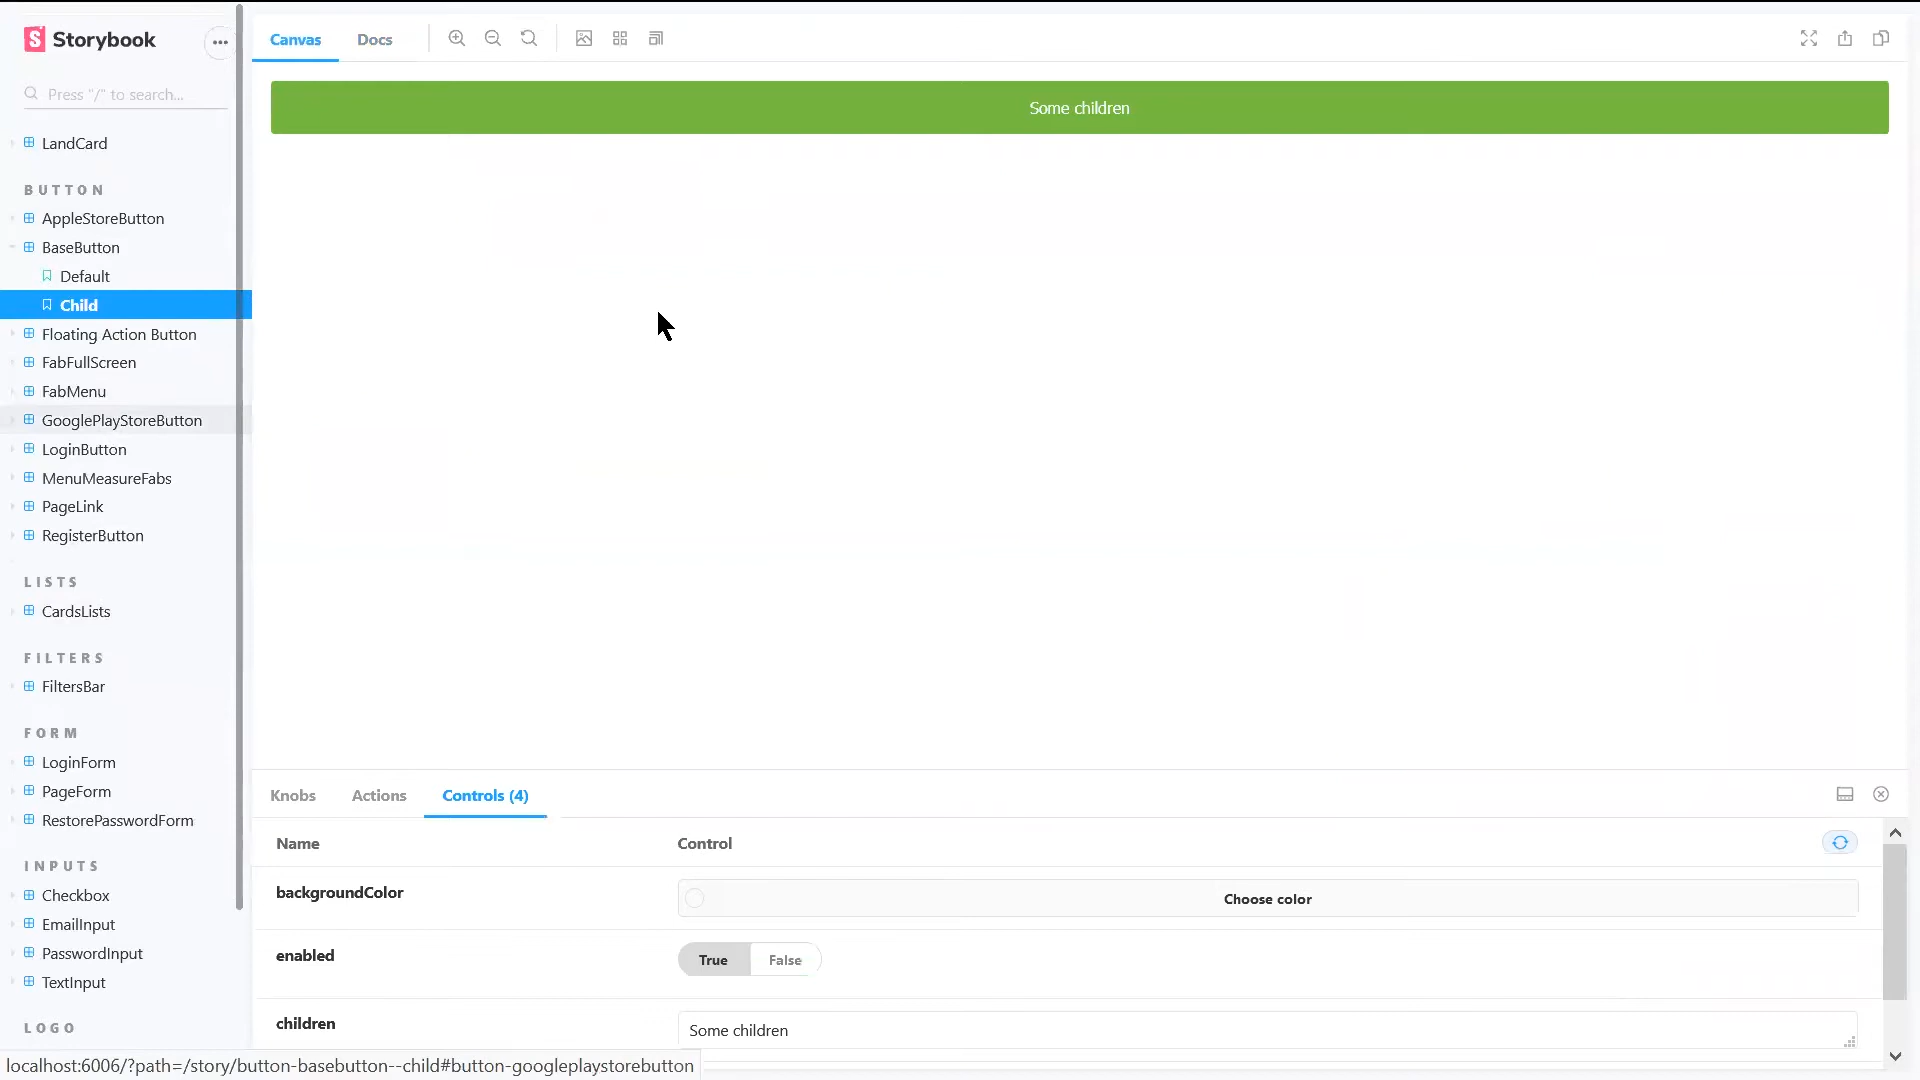 Storybook
Canvas
Docs
Press "/" to search...
Some children
LandCard
BUTTON
AppleStoreButton
BaseButton
Default
Child
Floating Action Button
FabFullScreen
FabMenu
GooglePlayStoreButton
LoginButton
MenuMeasureFabs
PageLink
RegisterButton
LISTS
CardsLists
FILTERS
FiltersBar
FORM
LoginForm
PageForm
RestorePasswordForm
INPUTS
Checkbox
EmailInput
PasswordInput
TextInput
LOGO
Knobs
Actions
Controls (4)
Name
Control
backgroundColor
Choose color
enabled
True
False
children
Some children
localhost:6006/?path=/story/button-basebutton--child#button-googleplaystorebutton